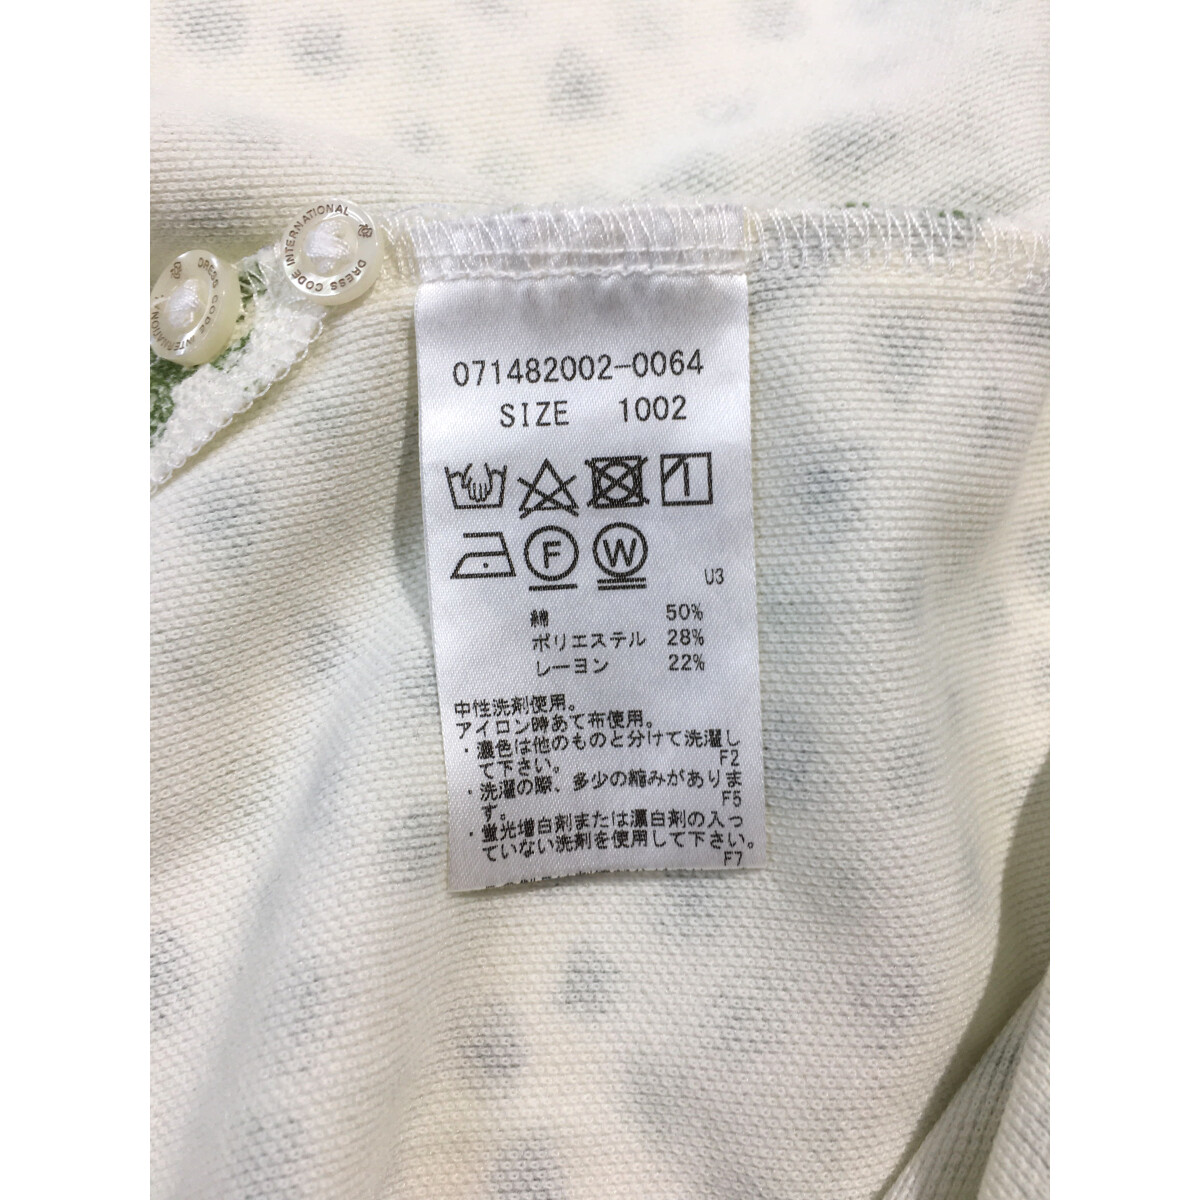 DRESS CODE INTERNATIONAL
DRESS CODE INTERNATIONAL
071482002-0064
SIZE 1002
F
W
U3
綿 50%
ポリエステル 28%
レーヨン 22%
中性洗剤使用。
アイロン時あて布使用。
・濃色は他のものと分けて洗濯し
て下さい。 F2
・洗濯の際、多少の縮みがありま
す。 F5
・蛍光増白剤または漂白剤の入っ
ていない洗剤を使用して下さい。
F7